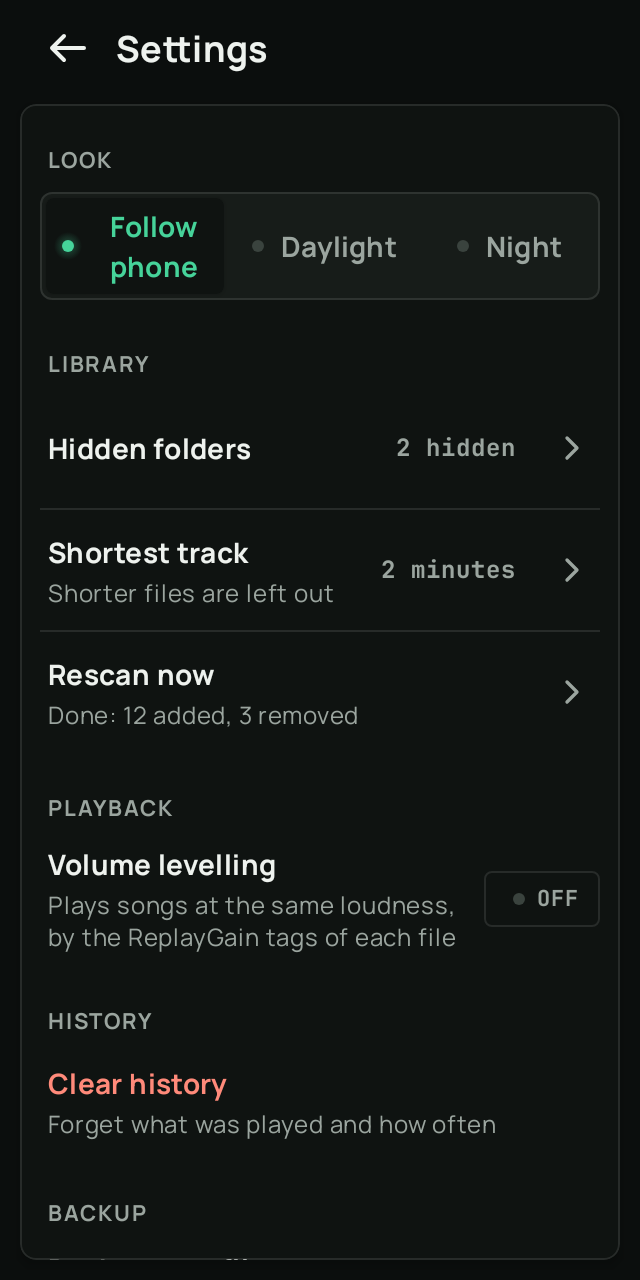 Settings
LOOK
Follow
phone
Daylight
Night
LIBRARY
Hidden folders
2 hidden
Shortest track
Shorter files are left out
2 minutes
Rescan now
Done: 12 added, 3 removed
PLAYBACK
Volume levelling
Plays songs at the same loudness,
by the ReplayGain tags of each file
OFF
HISTORY
Clear history
Forget what was played and how often
BACKUP